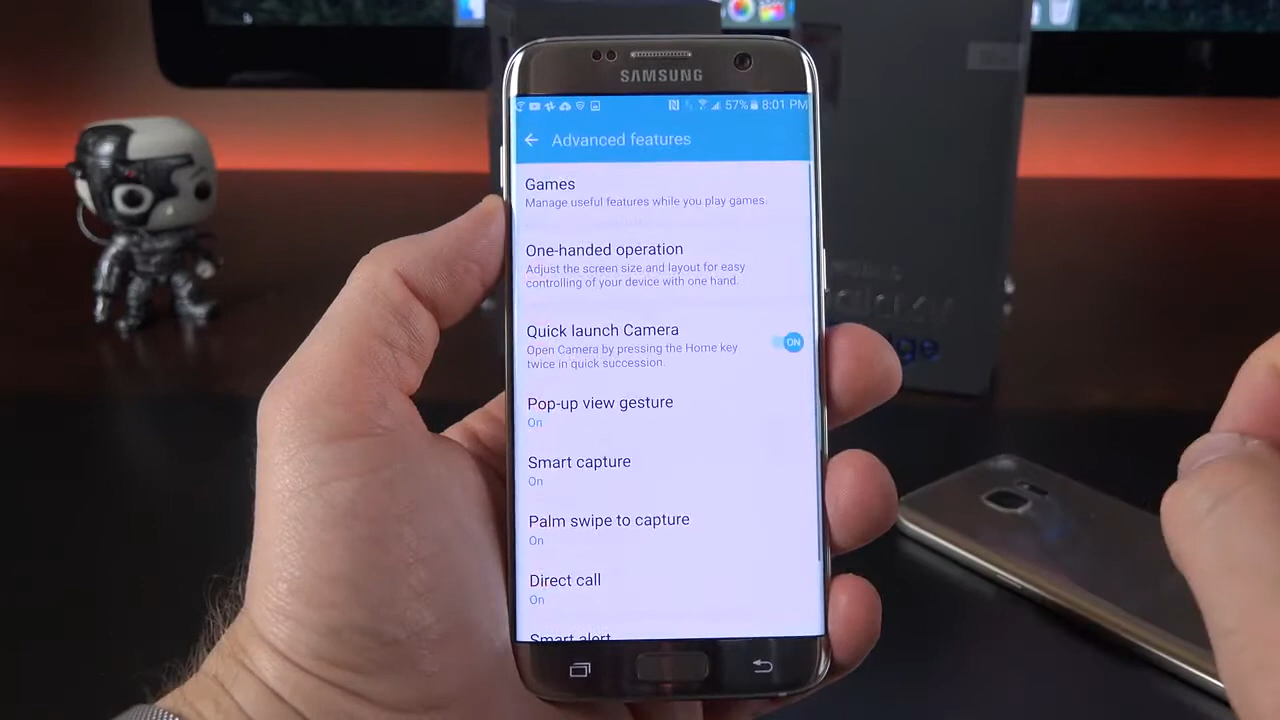 SAMSUNG
57% 8:01 PM
Advanced features
Games
Manage useful features while you play games.
One-handed operation
Adjust the screen size and layout for easy
controlling of your device with one hand.
Quick launch Camera
Open Camera by pressing the Home key
twice in quick succession.
ON
Pop-up view gesture
On
Smart capture
On
Palm swipe to capture
On
Direct call
On
Smart alert